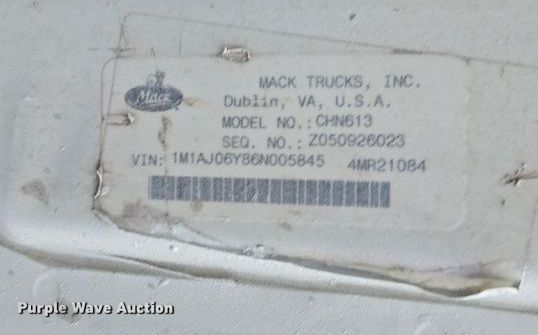 Mack
MACK TRUCKS, INC.
Dublin, VA, U.S.A.
MODEL NO.: CHN613
SEQ. NO.: Z050926023
VIN: 1M1AJ06Y86N005845 4MR21084
Purple Wave Auction